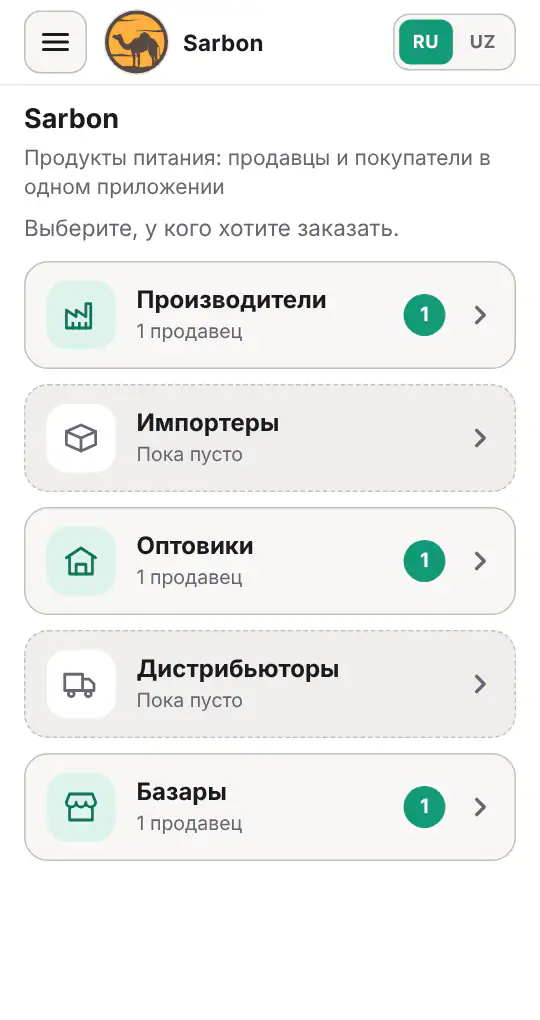 Sarbon
RU
UZ
Sarbon
Продукты питания: продавцы и покупатели в
одном приложении
Выберите, у кого хотите заказать.
Производители
1 продавец
1
Импортеры
Пока пусто
Оптовики
1 продавец
1
Дистрибьюторы
Пока пусто
Базары
1 продавец
1